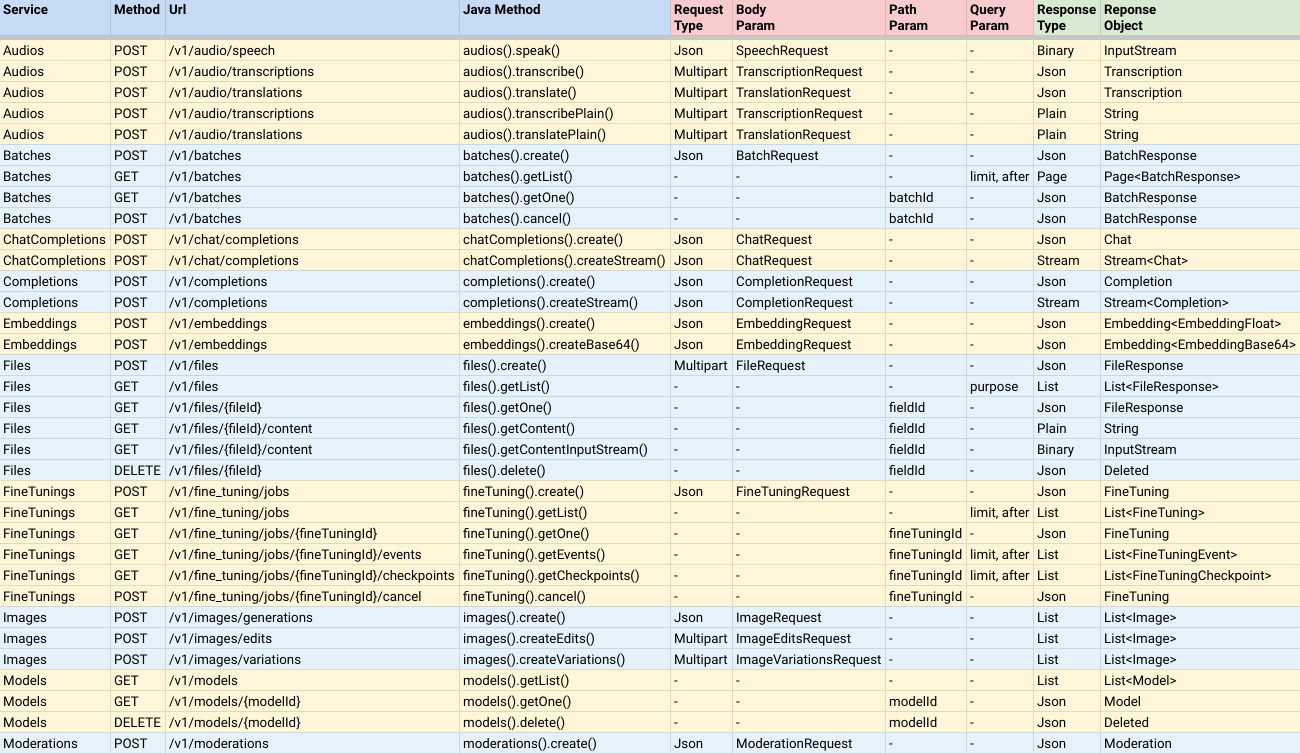 Service Method Url Java Method Request Type Body Param Path Param Query Param Response Type Reponse Object
Audios POST /v1/audio/speech audios().speak() Json SpeechRequest - - Binary InputStream
Audios POST /v1/audio/transcriptions audios().transcribe() Multipart TranscriptionRequest - - Json Transcription
Audios POST /v1/audio/translations audios().translate() Multipart TranslationRequest - - Json Transcription
Audios POST /v1/audio/transcriptions audios().transcribePlain() Multipart TranscriptionRequest - - Plain String
Audios POST /v1/audio/translations audios().translatePlain() Multipart TranslationRequest - - Plain String
Batches POST /v1/batches batches().create() Json BatchRequest - - Json BatchResponse
Batches GET /v1/batches batches().getList() - - - limit, after Page Page<BatchResponse>
Batches GET /v1/batches batches().getOne() - - batchId - Json BatchResponse
Batches POST /v1/batches batches().cancel() - - batchId - Json BatchResponse
ChatCompletions POST /v1/chat/completions chatCompletions().create() Json ChatRequest - - Json Chat
ChatCompletions POST /v1/chat/completions chatCompletions().createStream() Json ChatRequest - - Stream Stream<Chat>
Completions POST /v1/completions completions().create() Json CompletionRequest - - Json Completion
Completions POST /v1/completions completions().createStream() Json CompletionRequest - - Stream Stream<Completion>
Embeddings POST /v1/embeddings embeddings().create() Json EmbeddingRequest - - Json Embedding<EmbeddingFloat>
Embeddings POST /v1/embeddings embeddings().createBase64() Json EmbeddingRequest - - Json Embedding<EmbeddingBase64>
Files POST /v1/files files().create() Multipart FileRequest - - Json FileResponse
Files GET /v1/files files().getList() - - - purpose List List<FileResponse>
Files GET /v1/files/{fileId} files().getOne() - - fieldId - Json FileResponse
Files GET /v1/files/{fileId}/content files().getContent() - - fieldId - Plain String
Files GET /v1/files/{fileId}/content files().getContentInputStream() - - fieldId - Binary InputStream
Files DELETE /v1/files/{fileId} files().delete() - - fieldId - Json Deleted
FineTunings POST /v1/fine_tuning/jobs fineTuning().create() Json FineTuningRequest - - Json FineTuning
FineTunings GET /v1/fine_tuning/jobs fineTuning().getList() - - - limit, after List List<FineTuning>
FineTunings GET /v1/fine_tuning/jobs/{fineTuningId} fineTuning().getOne() - - fineTuningId - Json FineTuning
FineTunings GET /v1/fine_tuning/jobs/{fineTuningId}/events fineTuning().getEvents() - - fineTuningId limit, after List List<FineTuningEvent>
FineTunings GET /v1/fine_tuning/jobs/{fineTuningId}/checkpoints fineTuning().getCheckpoints() - - fineTuningId limit, after List List<FineTuningCheckpoint>
FineTunings POST /v1/fine_tuning/jobs/{fineTuningId}/cancel fineTuning().cancel() - - fineTuningId - Json FineTuning
Images POST /v1/images/generations images().create() Json ImageRequest - - List List<Image>
Images POST /v1/images/edits images().createEdits() Multipart ImageEditsRequest - - List List<Image>
Images POST /v1/images/variations images().createVariations() Multipart ImageVariationsRequest - - List List<Image>
Models GET /v1/models models().getList() - - - - List List<Model>
Models GET /v1/models/{modelId} models().getOne() - - modelId - Json Model
Models DELETE /v1/models/{modelId} models().delete() - - modelId - Json Deleted
Moderations POST /v1/moderations moderations().create() Json ModerationRequest - - Json Moderation